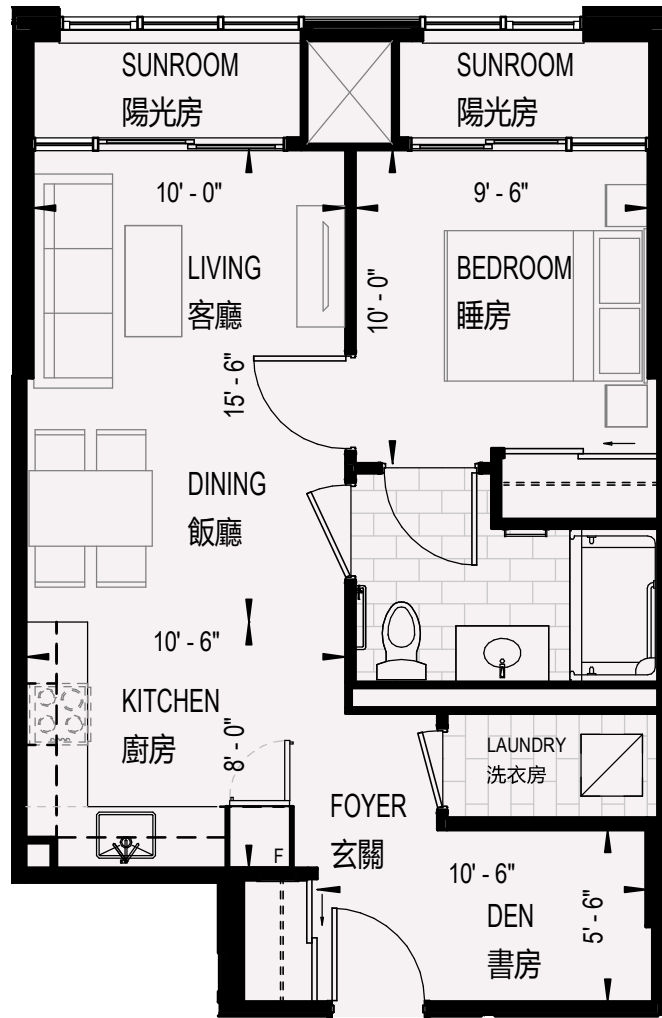 SUNROOM
陽光房
SUNROOM
陽光房
10' - 0"
9' - 6"
LIVING
客廳
10' - 0"
BEDROOM
睡房
15' - 6"
DINING
飯廳
10' - 6"
KITCHEN
廚房
8' - 0"
LAUNDRY
洗衣房
FOYER
玄關
F
10' - 6"
DEN
書房
5' - 6"